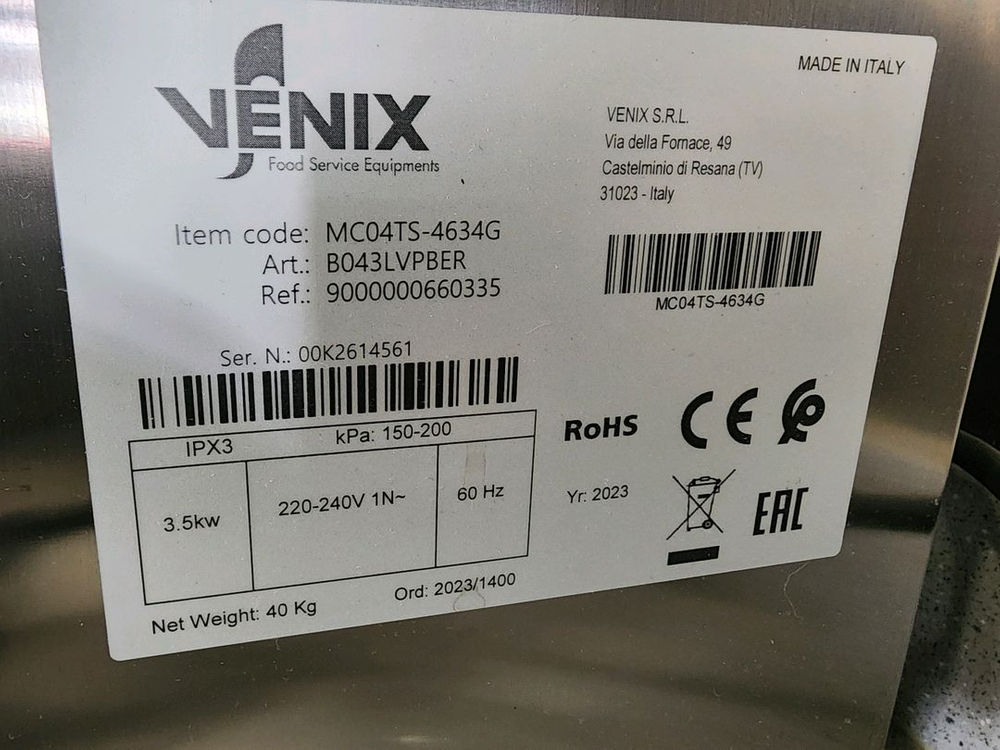 VENIX
Food Service Equipments
MADE IN ITALY
VENIX S.R.L.
Via della Fornace, 49
Castelminio di Resana (TV)
31023 - Italy
Item code: MC04TS-4634G
Art.: B043LVPBER
Ref.: 9000000660335
MC04TS-4634G
Ser. N.: 00K2614561
IPX3 kPa: 150-200
3.5kw 220-240V 1N~ 60 Hz
RoHS CE
Yr: 2023
EAC
Net Weight: 40 Kg Ord: 2023/1400